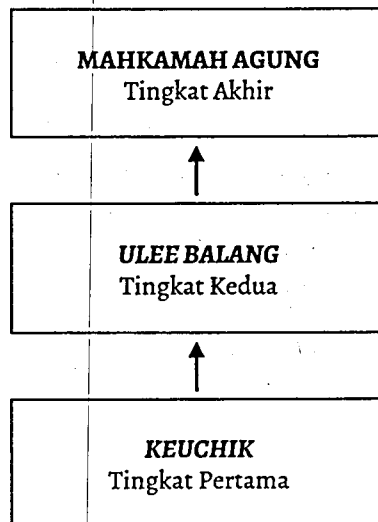 MAHKAMAH AGUNG
Tingkat Akhir
ULEE BALANG
Tingkat Kedua
KEUCHIK
Tingkat Pertama